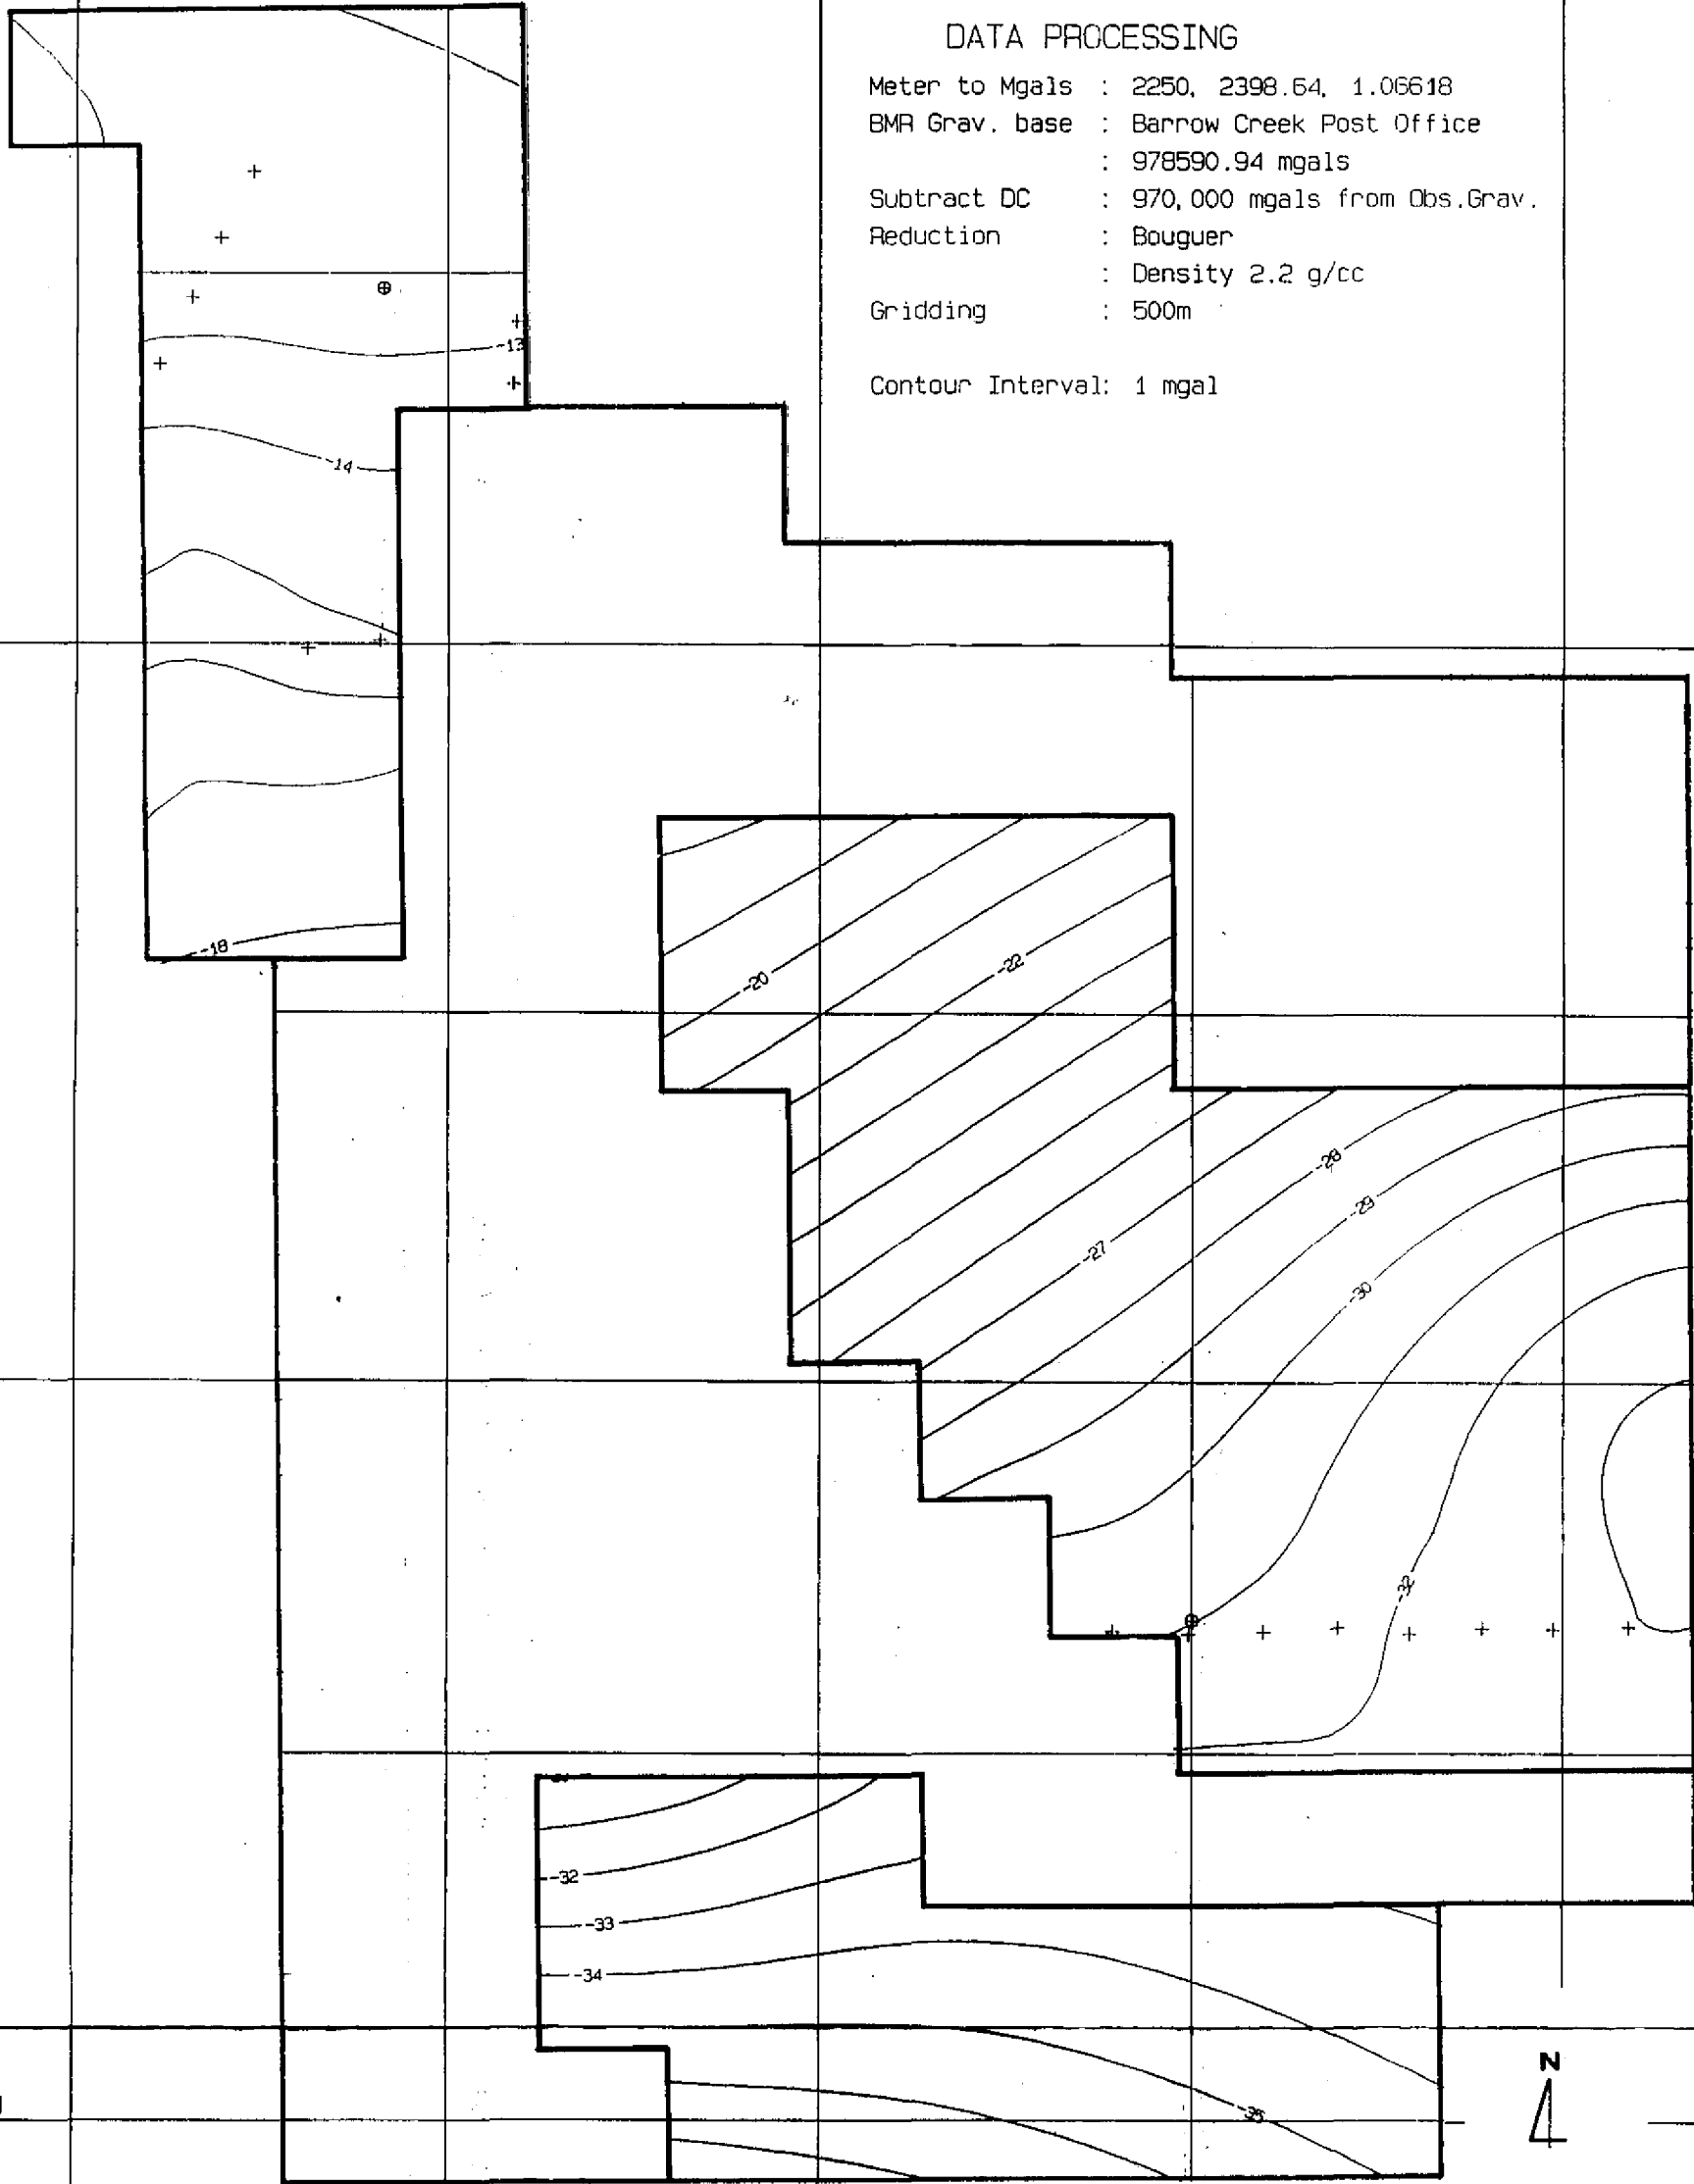 DATA PROCESSING
Meter to Mgals : 2250, 2398.64, 1.06618
BMR Grav. base : Barrow Creek Post Office
: 978590.94 mgals
Subtract DC : 970,000 mgals from Obs.Grav.
Reduction : Bouguer
: Density 2.2 g/cc
Gridding : 500m
Contour Interval: 1 mgal
-13
-14
-18
-20
-22
-28
-29
-27
-30
-32
-32
-33
-34
-35
N